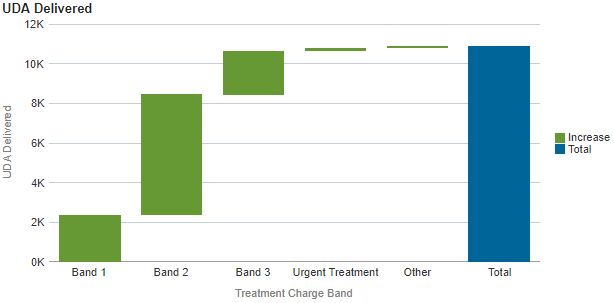 UDA Delivered
12K
10K
8K
6K
4K
2K
0K
UDA Delivered
Increase
Total
Band 1 Band 2 Band 3 Urgent Treatment Other Total
Treatment Charge Band